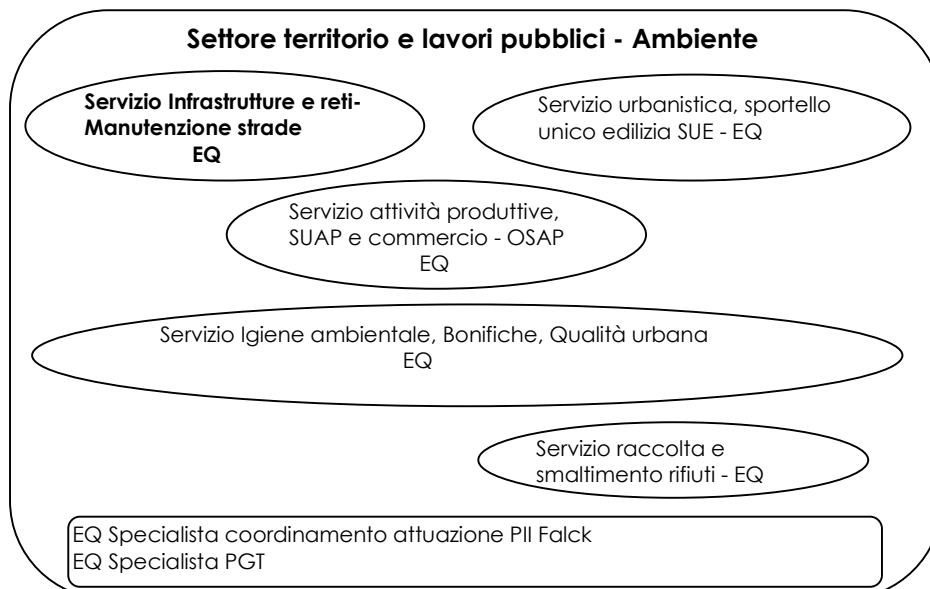 Settore territorio e lavori pubblici - Ambiente
Servizio Infrastrutture e reti-
Manutenzione strade
EQ
Servizio urbanistica, sportello
unico edilizia SUE - EQ
Servizio attività produttive,
SUAP e commercio - OSAP
EQ
Servizio Igiene ambientale, Bonifiche, Qualità urbana
EQ
Servizio raccolta e
smaltimento rifiuti - EQ
EQ Specialista coordinamento attuazione PII Falck
EQ Specialista PGT